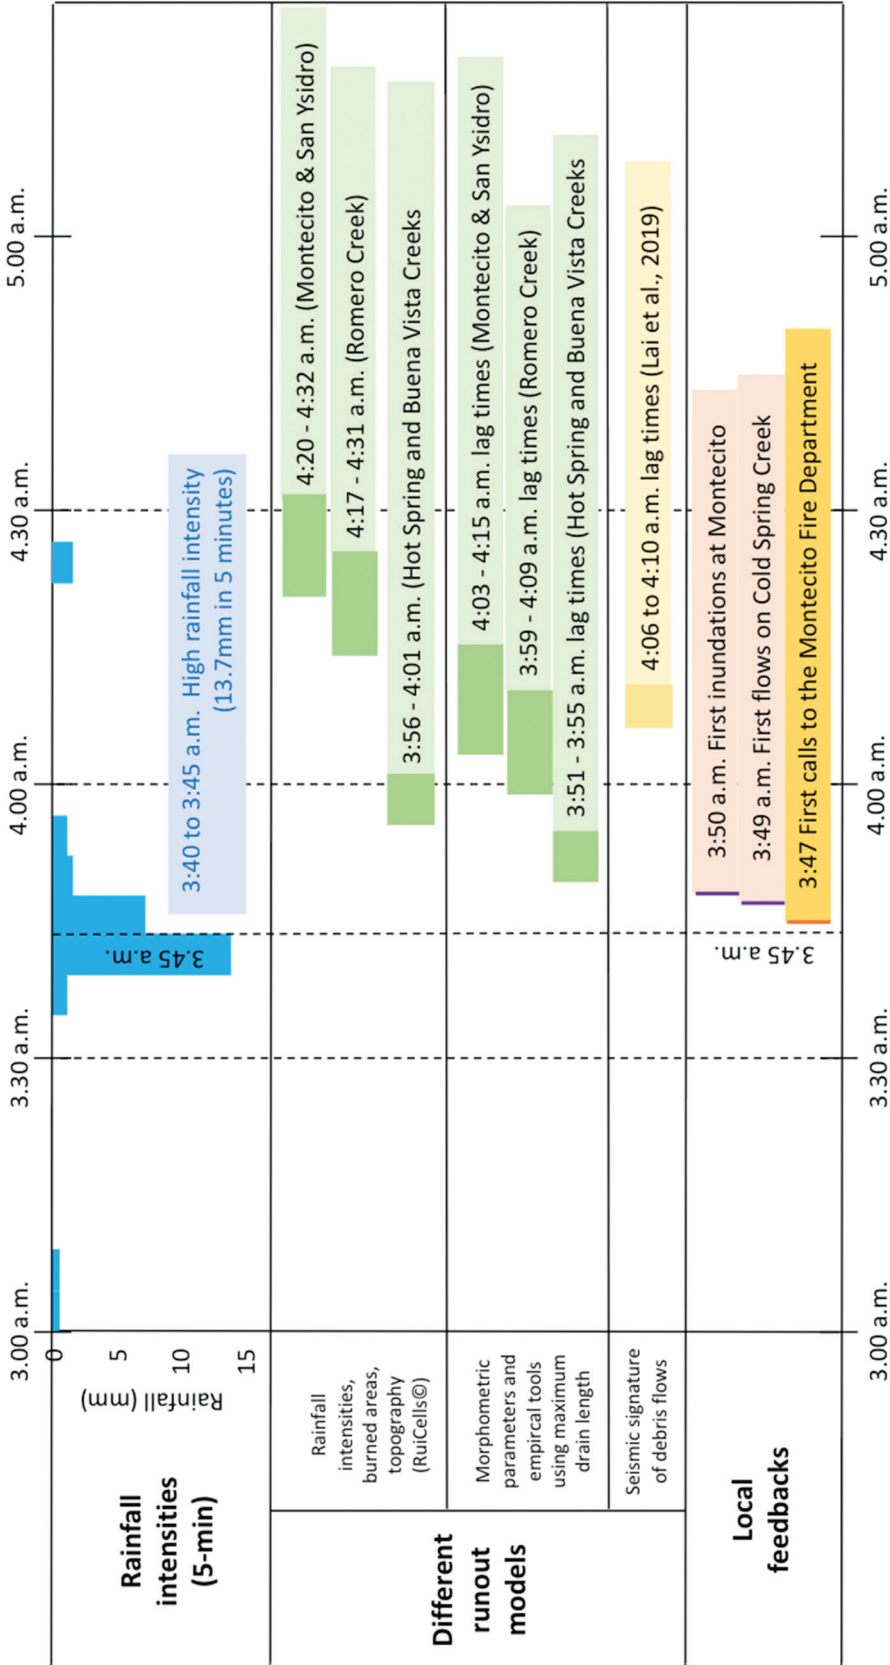 3.00 a.m.
3.30 a.m.
4.00 a.m.
4.30 a.m.
5.00 a.m.
Rainfall
intensities
(5-min)
Rainfall (mm)
0
5
10
15
3.45 a.m.
3:40 to 3:45 a.m. High rainfall intensity
(13.7mm in 5 minutes)
Different
runout
models
Rainfall
intensities,
burned areas,
topography
(RuiCells©)
4:20 - 4:32 a.m. (Montecito & San Ysidro)
4:17 - 4:31 a.m. (Romero Creek)
3:56 - 4:01 a.m. (Hot Spring and Buena Vista Creeks
Morphometric
parameters and
empircal tools
using maximum
drain length
4:03 - 4:15 a.m. lag times (Montecito & San Ysidro)
3:59 - 4:09 a.m. lag times (Romero Creek)
3:51 - 3:55 a.m. lag times (Hot Spring and Buena Vista Creeks
Seismic signature
of debris flows
4:06 to 4:10 a.m. lag times (Lai et al., 2019)
Local
feedbacks
3:50 a.m. First inundations at Montecito
3:49 a.m. First flows on Cold Spring Creek
3:47 First calls to the Montecito Fire Department
3.45 a.m.
3.00 a.m.
3.30 a.m.
4.00 a.m.
4.30 a.m.
5.00 a.m.